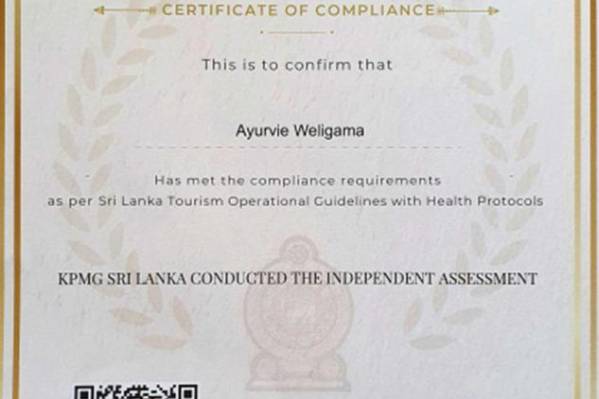 CERTIFICATE OF COMPLIANCE
This is to confirm that
Ayurvie Weligama
Has met the compliance requirements
as per Sri Lanka Tourism Operational Guidelines with Health Protocols
KPMG SRI LANKA CONDUCTED THE INDEPENDENT ASSESSMENT